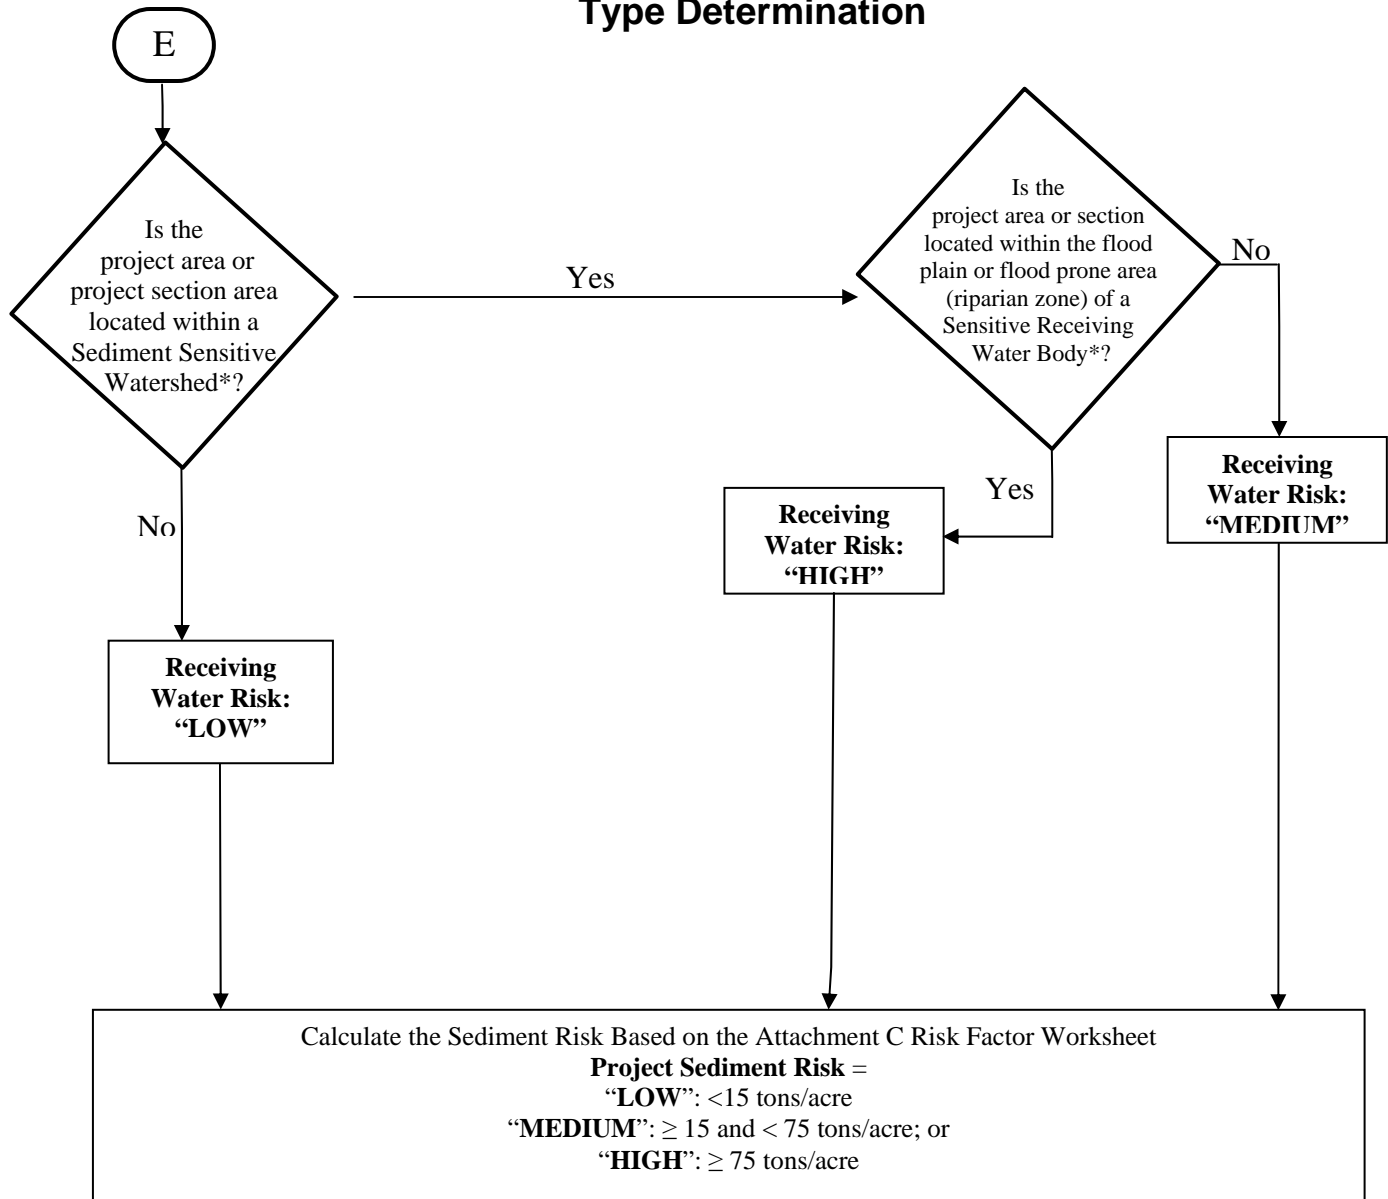 Type Determination
E
Is the
project area or
project section area
located within a
Sediment Sensitive
Watershed*?
Yes
Is the
project area or section
located within the flood
plain or flood prone area
(riparian zone) of a
Sensitive Receiving
Water Body*?
No
Receiving
Water Risk:
“MEDIUM”
Yes
Receiving
Water Risk:
“HIGH”
No
Receiving
Water Risk:
“LOW”
Calculate the Sediment Risk Based on the Attachment C Risk Factor Worksheet
Project Sediment Risk =
“LOW”: <15 tons/acre
“MEDIUM”: ≥ 15 and < 75 tons/acre; or
“HIGH”: ≥ 75 tons/acre